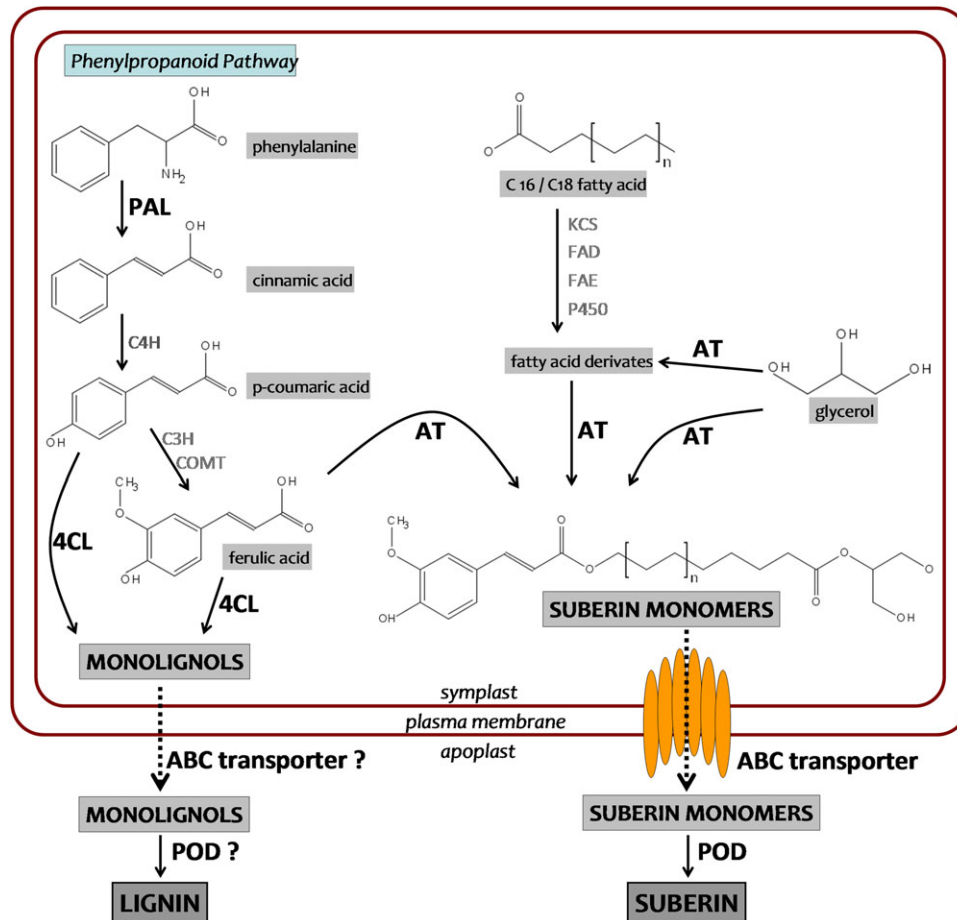 Phenylpropanoid Pathway
OH
O
NH2
phenylalanine
PAL
OH
O
cinnamic acid
C4H
OH
O
OH
p-coumaric acid
C3H
COMT
CH3
O
OH
O
OH
ferulic acid
4CL
4CL
MONOLIGNOLS
O
O
n
C 16 / C18 fatty acid
KCS
FAD
FAE
P450
fatty acid derivates
AT
OH
OH
OH
glycerol
AT
AT
AT
CH3
O
OH
O
O
n
O
O
O
OH
SUBERIN MONOMERS
symplast
plasma membrane
apoplast
ABC transporter ?
ABC transporter
MONOLIGNOLS
SUBERIN MONOMERS
POD ?
POD
LIGNIN
SUBERIN